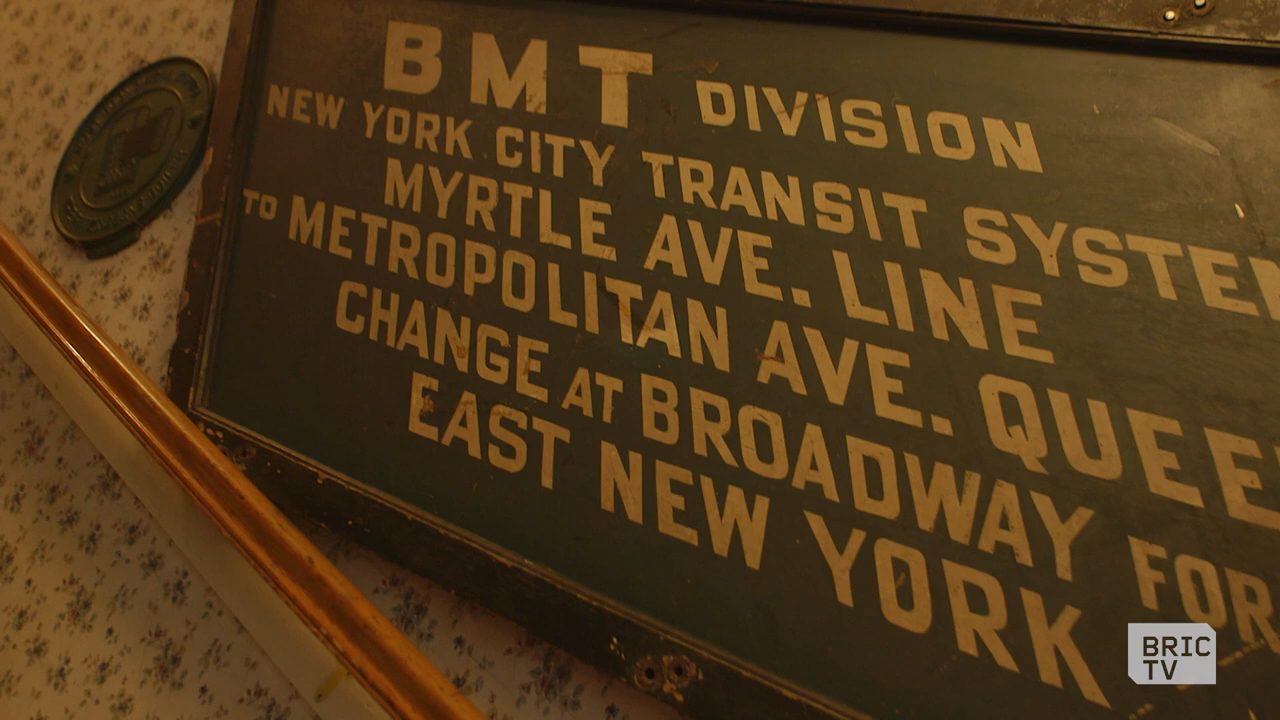 BMT DIVISION
NEW YORK CITY TRANSIT SYSTEM
MYRTLE AVE. LINE
TO METROPOLITAN AVE. QUEE
CHANGE AT BROADWAY FOR
EAST NEW YORK
BRIC
TV